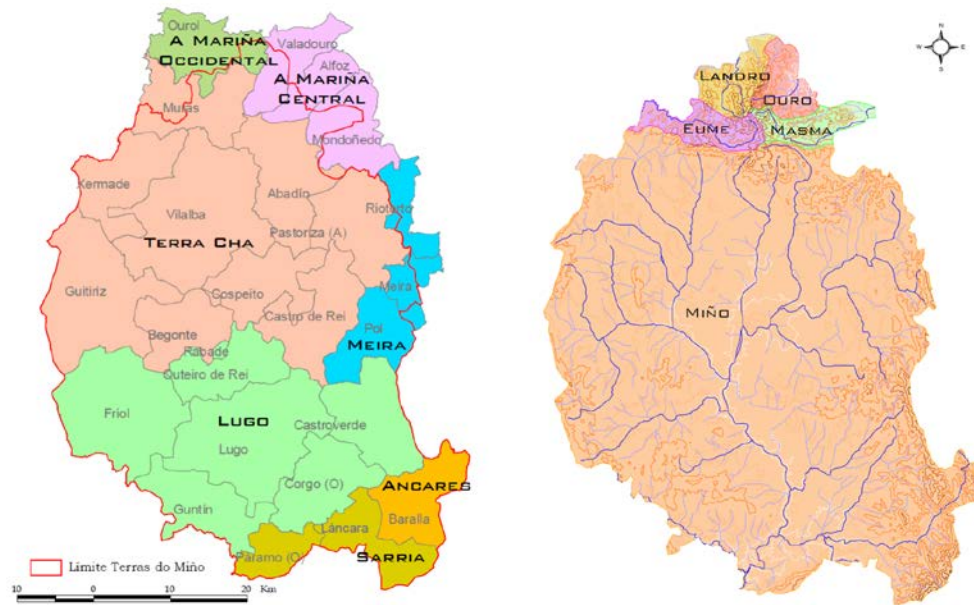 Ourol
A MARIÑA
OCCIDENTAL
Valadouro
Alfoz
A MARIÑA
CENTRAL
Muras
Mondoñedo
Xermade
Abadín
Riotorto
Vilalba
Pastoriza (A)
TERRA CHA
Guitiriz
Cospeito
Meira
Castro de Rei
Begonte
Pol
Rábade
MEIRA
Outeiro de Rei
Friol
LUGO
Castroverde
Lugo
Corgo (O)
ANCARES
Guntín
Baralla
Láncara
Páramo (O)
SARRIA
Límite Terras do Miño
10 0 10 20
Km
N
W E
S
LANDRO
OURO
EUME
MASMA
MIÑO